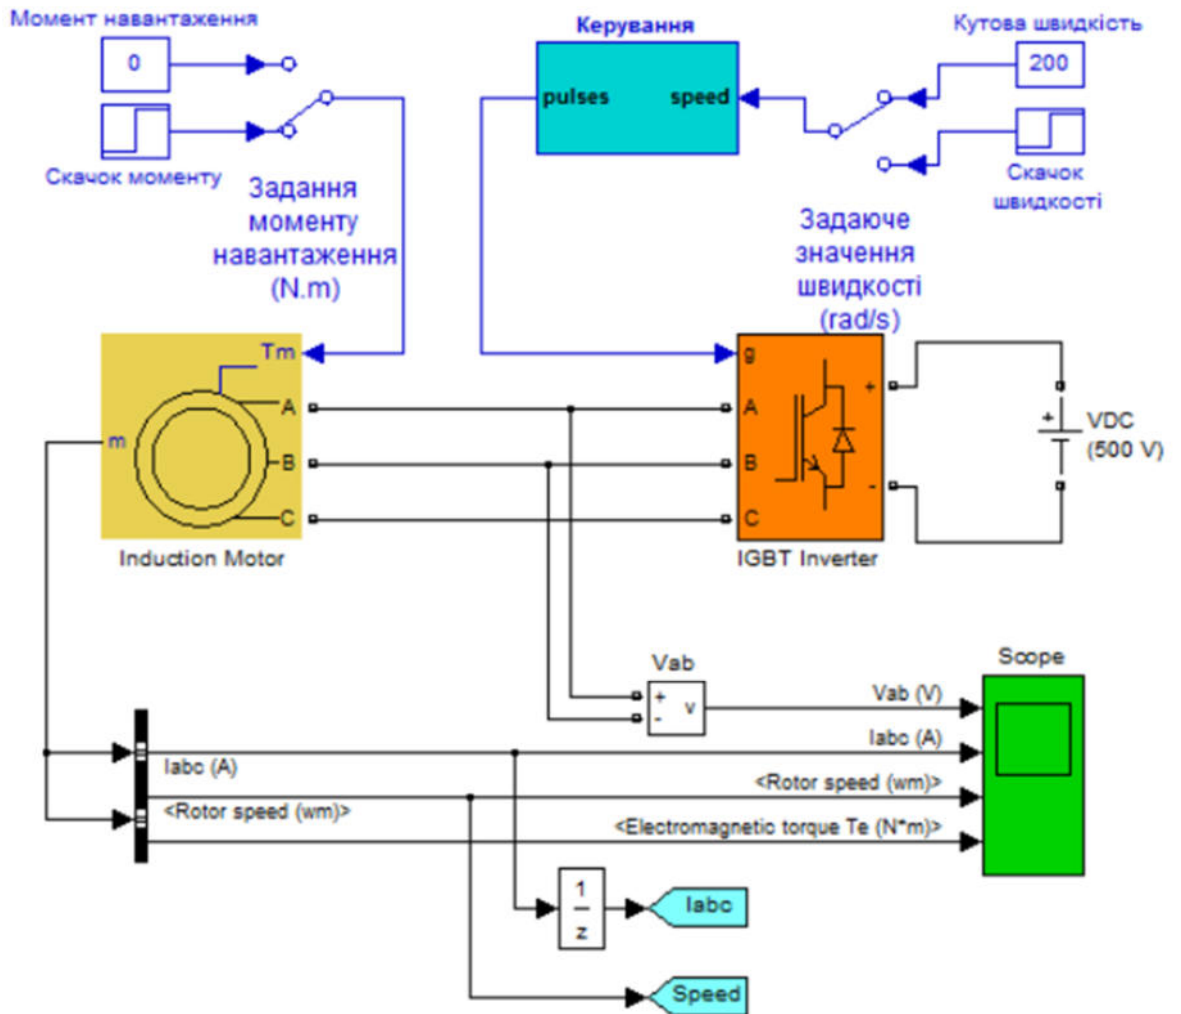 Момент навантаження
0
Скачок моменту
Задання
моменту
навантаження
(N.m)
Керування
pulses
speed
Кутова швидкість
200
Скачок
швидкості
Задаюче
значення
швидкості
(rad/s)
Tm
m
A
B
C
Induction Motor
g
A
B
C
+
-
IGBT Inverter
+
VDC
(500 V)
Vab
+
-
v
Scope
Vab (V)
Iabc (A)
<Rotor speed (wm)>
<Electromagnetic torque Te (N*m)>
Iabc (A)
<Rotor speed (wm)>
1
z
Iabc
Speed